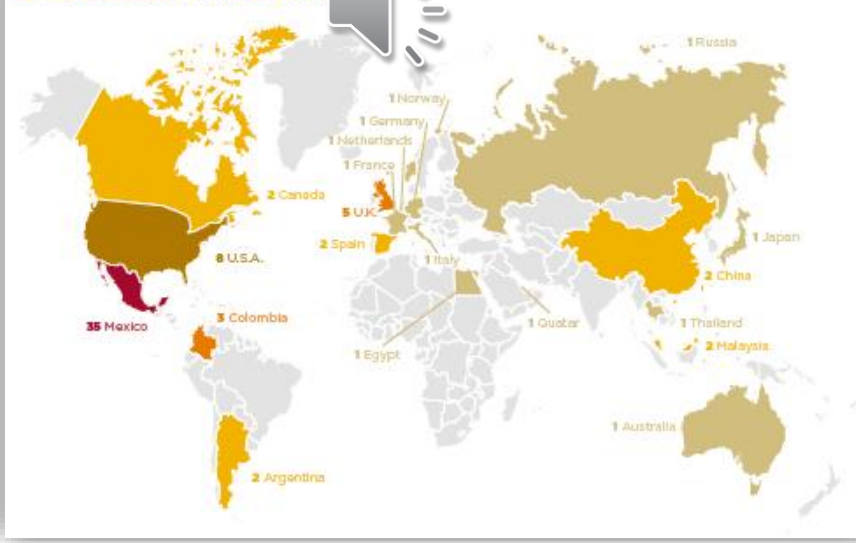 1 Russia
1 Norway
1 Germany
1 Netherlands
1 France
2 Canada
5 U.K.
2 Spain
1 Italy
8 U.S.A.
1 Japan
2 China
35 Mexico
3 Colombia
1 Quatar
1 Thailand
1 Egypt
2 Malaysia
1 Australia
2 Argentina